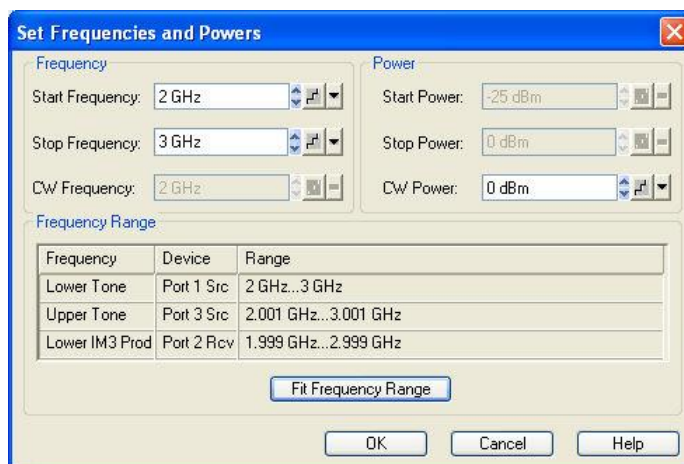 Set Frequencies and Powers
Frequency
Start Frequency: 2 GHz
Stop Frequency: 3 GHz
CW Frequency: 2 GHz
Power
Start Power: -25 dBm
Stop Power: 0 dBm
CW Power: 0 dBm
Frequency Range
Frequency Device Range
Lower Tone Port 1 Src 2 GHz...3 GHz
Upper Tone Port 3 Src 2.001 GHz...3.001 GHz
Lower IM3 Prod Port 2 Rcv 1.999 GHz...2.999 GHz
Fit Frequency Range
OK Cancel Help